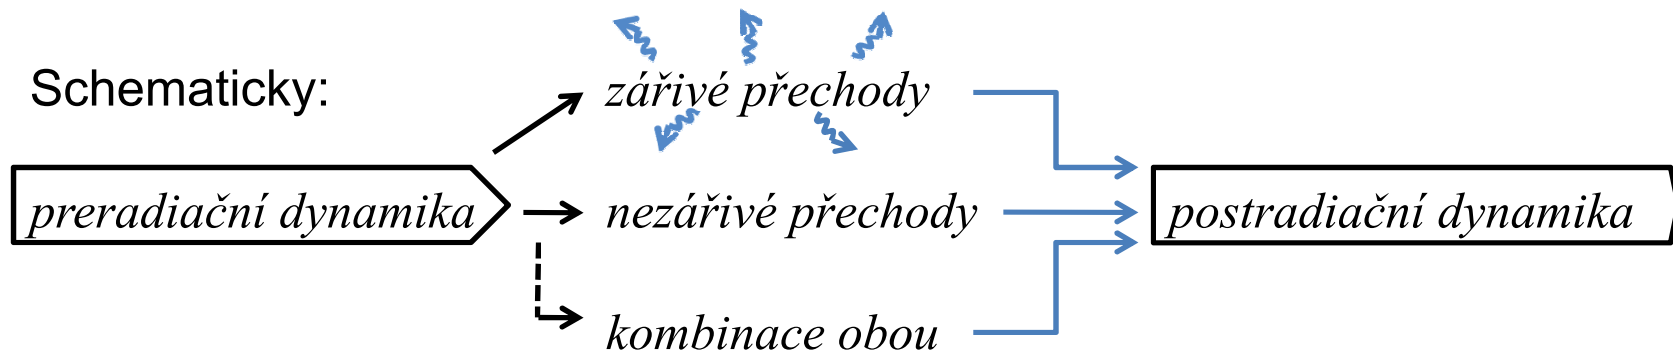 Schematicky:
zářivé přechody
preradiační dynamika
nezářivé přechody
postradiační dynamika
kombinace obou